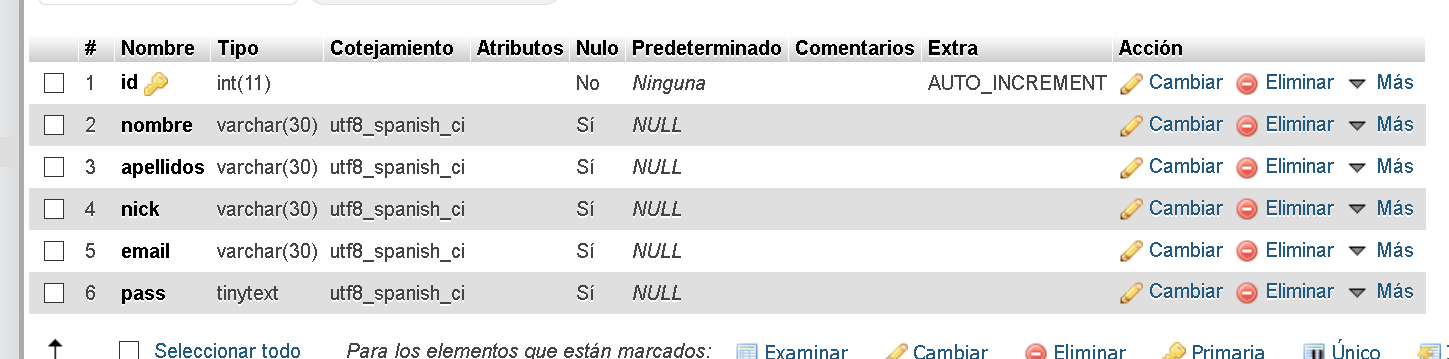 # Nombre Tipo Cotejamiento Atributos Nulo Predeterminado Comentarios Extra Acción
1 id int(11) No Ninguna AUTO_INCREMENT Cambiar Eliminar Más
2 nombre varchar(30) utf8_spanish_ci Sí NULL Cambiar Eliminar Más
3 apellidos varchar(30) utf8_spanish_ci Sí NULL Cambiar Eliminar Más
4 nick varchar(30) utf8_spanish_ci Sí NULL Cambiar Eliminar Más
5 email varchar(30) utf8_spanish_ci Sí NULL Cambiar Eliminar Más
6 pass tinytext utf8_spanish_ci Sí NULL Cambiar Eliminar Más
Seleccionar todo Para los elementos que están marcados: Examinar Cambiar Eliminar Primaria Único